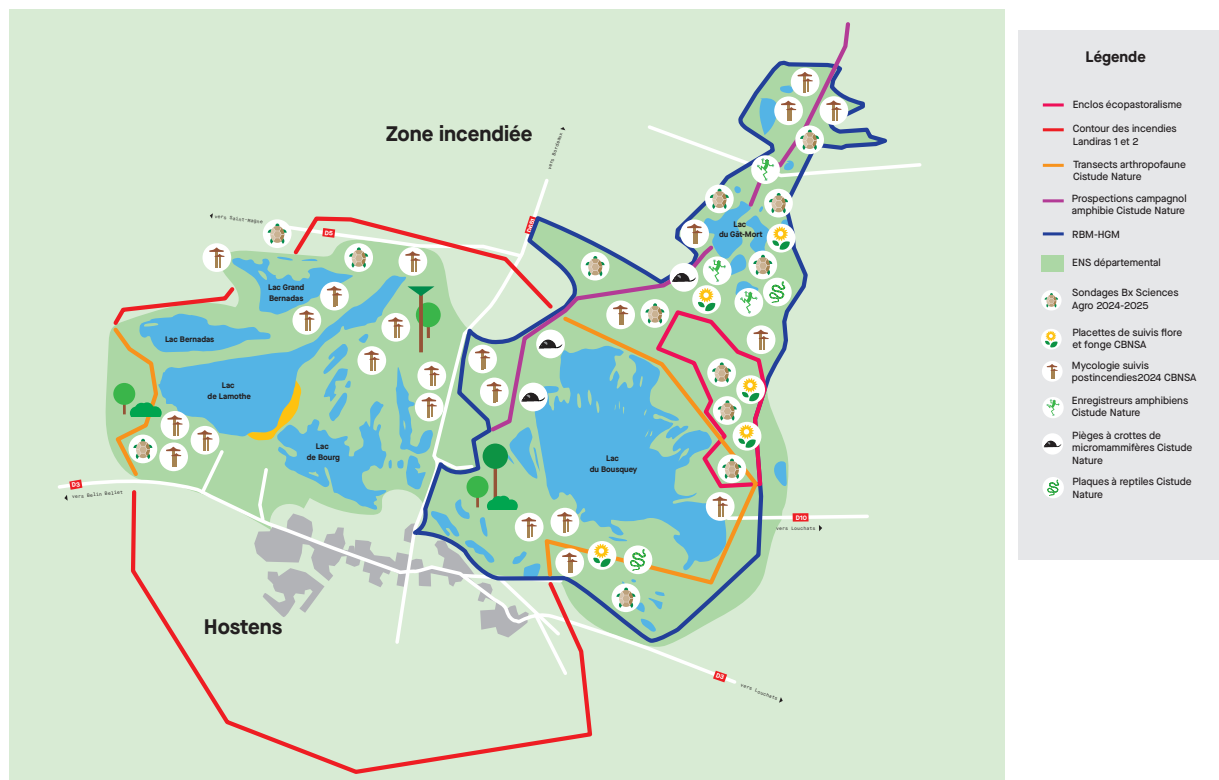 Zone incendiée
vers Bordeaux
vers Saint-magne
D5
D651
Lac
du Gât-Mort
Lac Grand
Bernadas
Lac Bernadas
Lac
de Lamothe
Lac
de Bourg
Lac
du Bousquey
D3
vers Belin Beliet
D10
vers Louchats
Hostens
D3
vers Louchats
Légende
Enclos écopastoralisme
Contour des incendies
Landiras 1 et 2
Transects arthropofaune
Cistude Nature
Prospections campagnol
amphibie Cistude Nature
RBM-HGM
ENS départemental
Sondages Bx Sciences
Agro 2024-2025
Placettes de suivis flore
et fonge CBNSA
Mycologie suivis
postincendies2024 CBNSA
Enregistreurs amphibiens
Cistude Nature
Pièges à crottes de
micromammifères Cistude
Nature
Plaques à reptiles Cistude
Nature